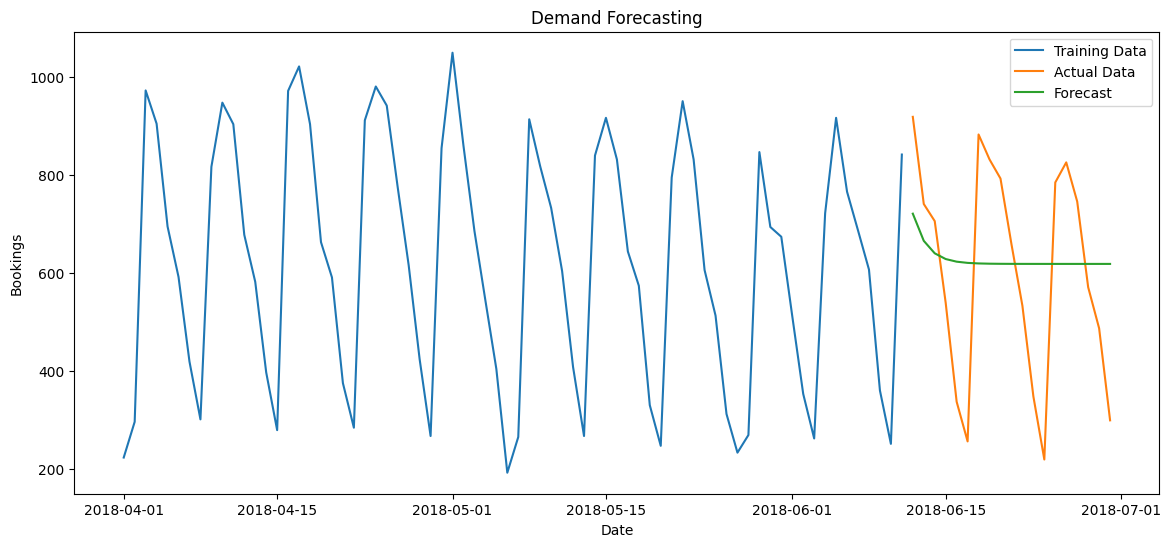 Demand Forecasting
Training Data
Actual Data
Forecast
Bookings
1000
800
600
400
200
2018-04-01 2018-04-15 2018-05-01 2018-05-15 2018-06-01 2018-06-15 2018-07-01
Date